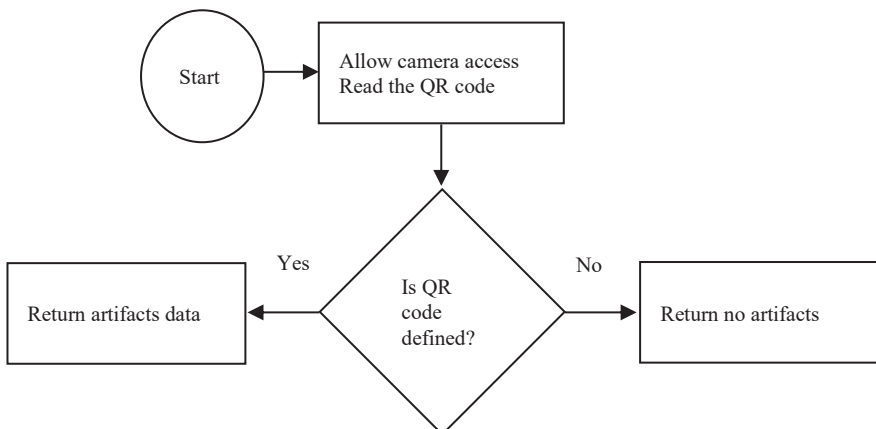 Start
Allow camera access
Read the QR code
Yes
No
Is QR
code
defined?
Return artifacts data
Return no artifacts